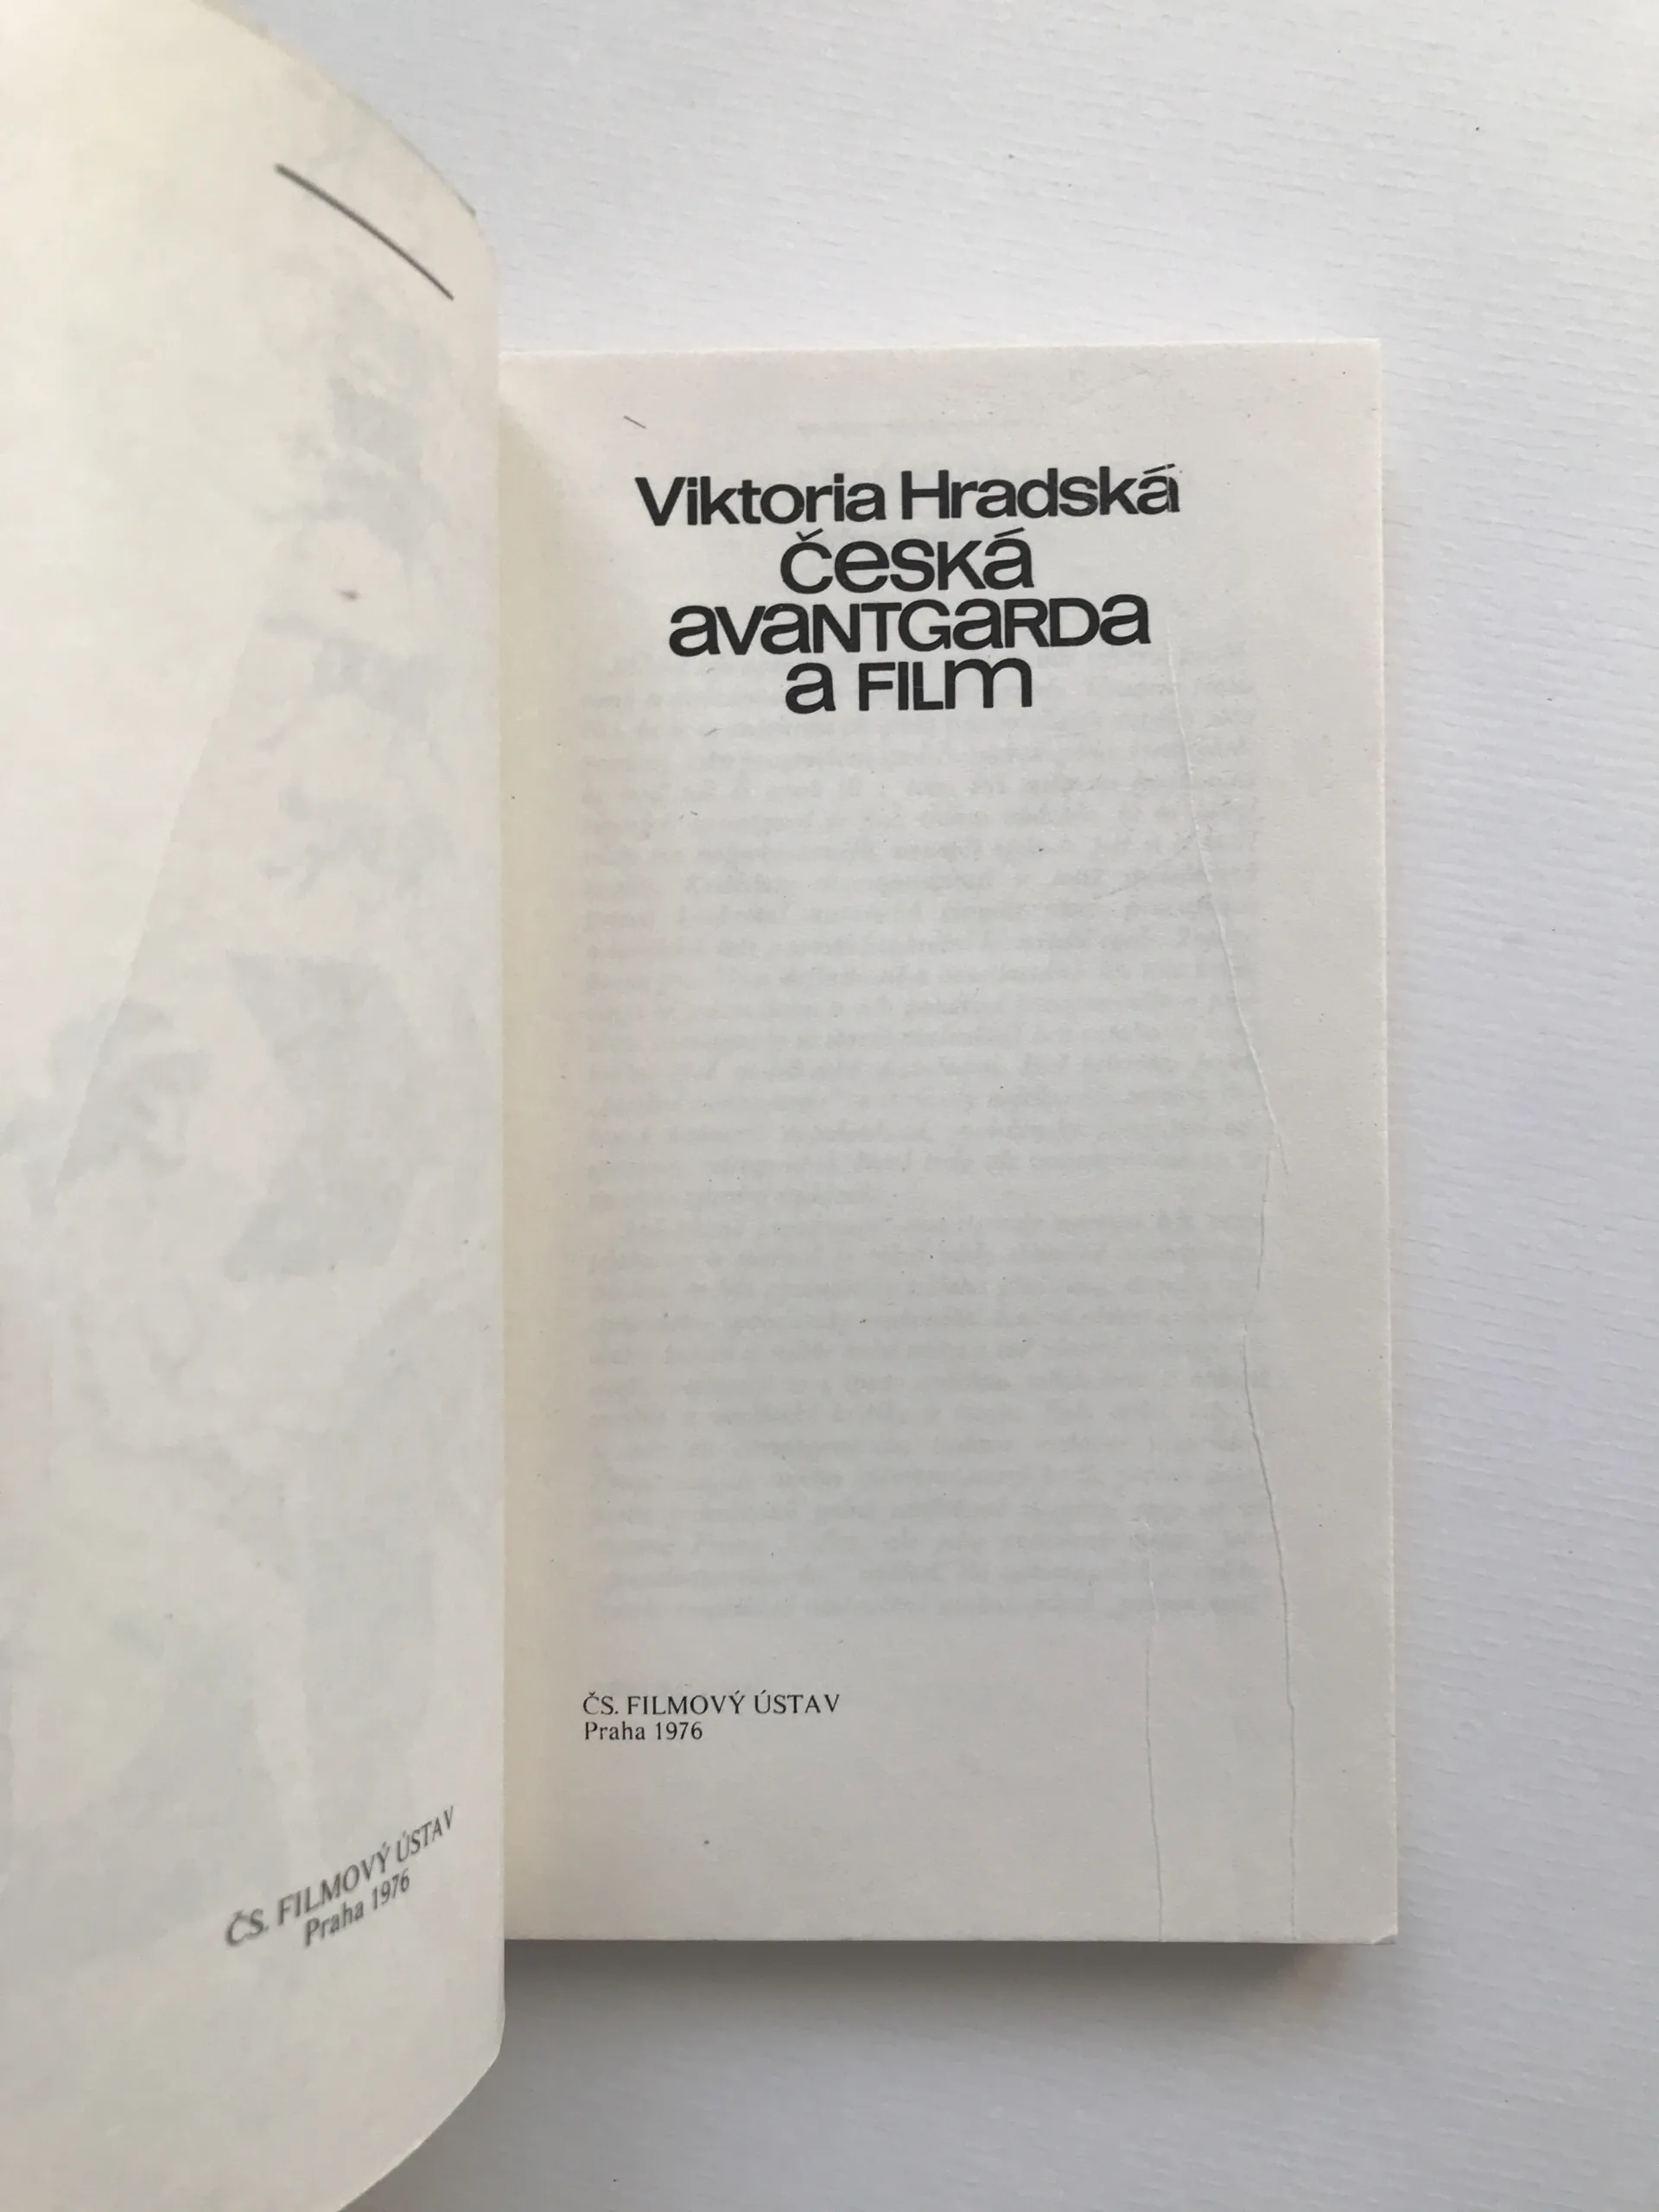 ČS. FILMOVÝ ÚSTAV
Praha 1976
Viktoria Hradská
Česká
avantgarda
a film
ČS. FILMOVÝ ÚSTAV
Praha 1976